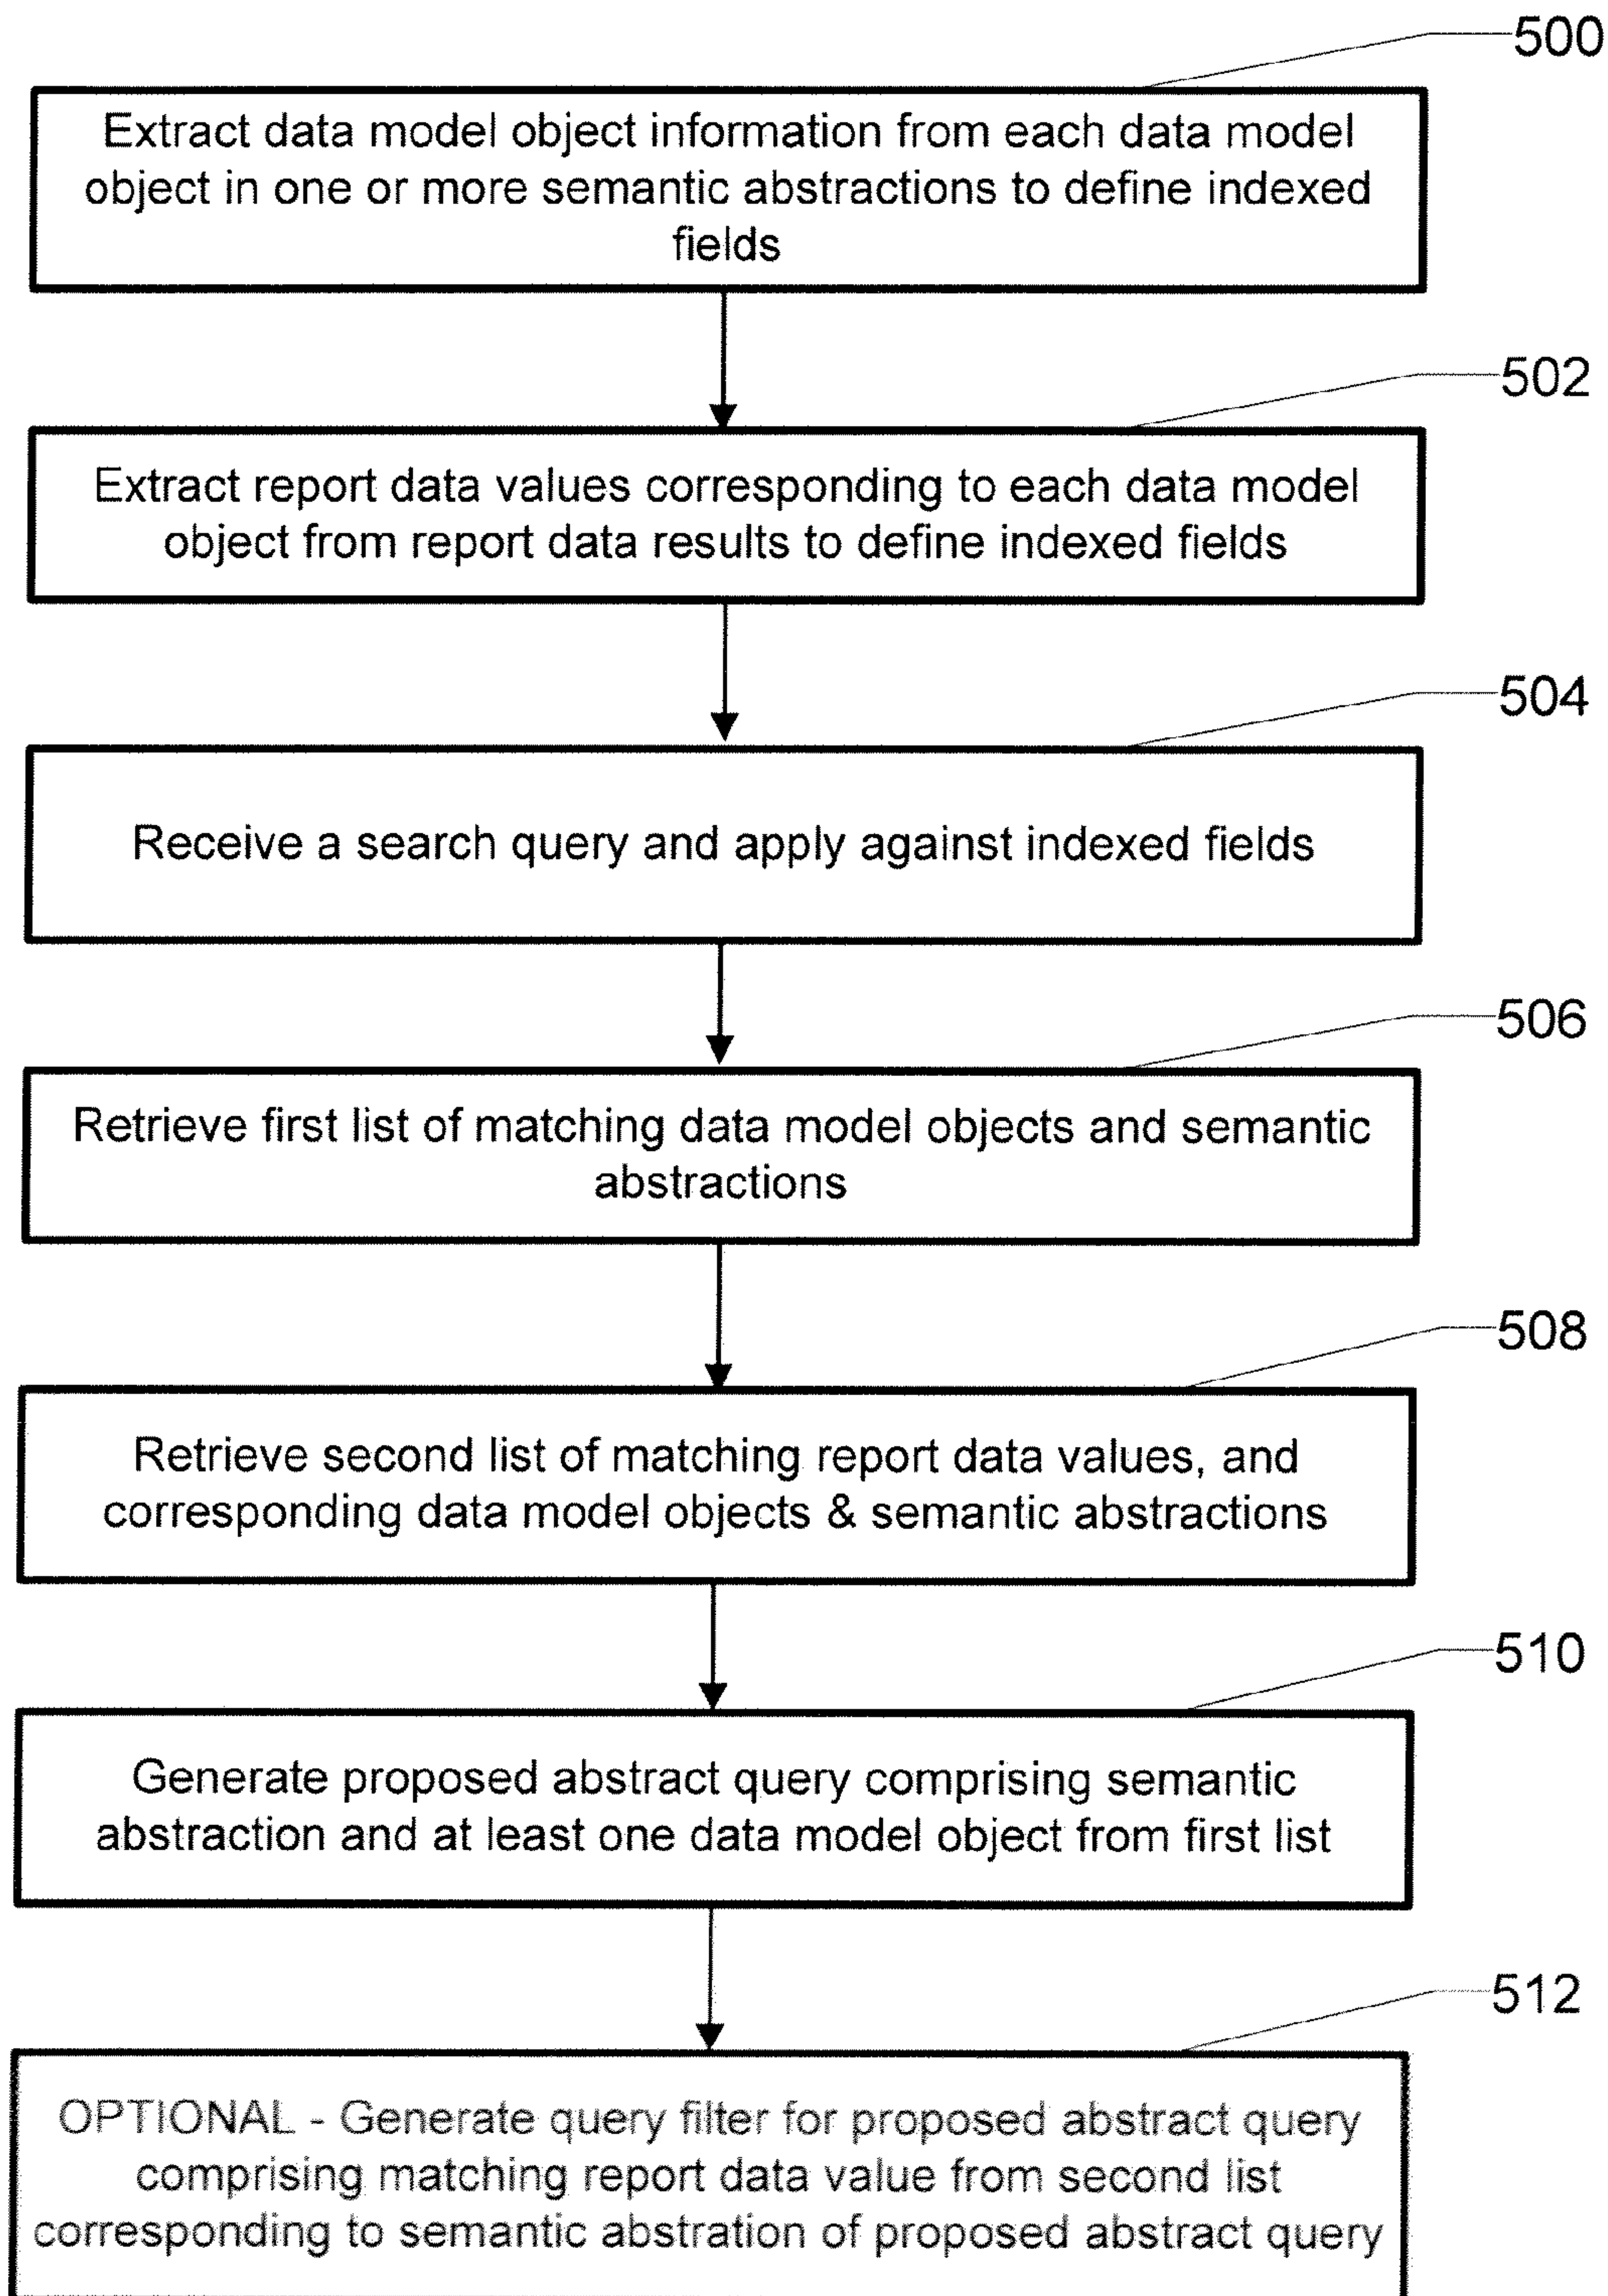 500
Extract data model object information from each data model
object in one or more semantic abstractions to define indexed
fields
502
Extract report data values corresponding to each data model
object from report data results to define indexed fields
504
Receive a search query and apply against indexed fields
506
Retrieve first list of matching data model objects and semantic
abstractions
508
Retrieve second list of matching report data values, and
corresponding data model objects & semantic abstractions
510
Generate proposed abstract query comprising semantic
abstraction and at least one data model object from first list
512
OPTIONAL - Generate query filter for proposed abstract query
comprising matching report data value from second list
corresponding to semantic abstration of proposed abstract query